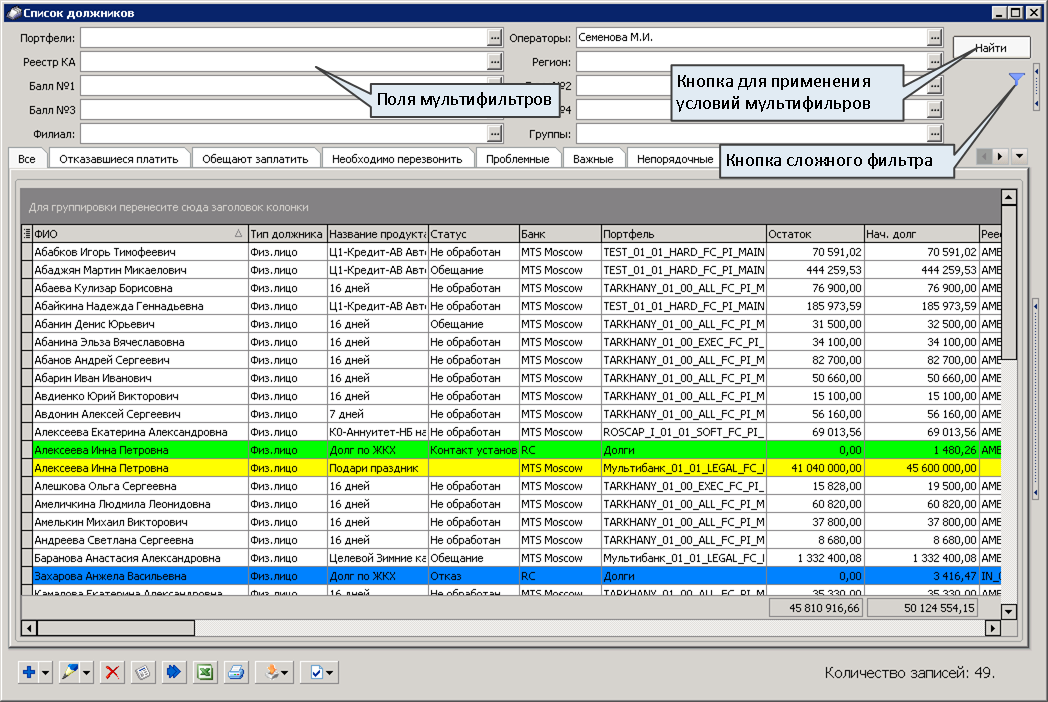 Список должников
Портфели:
Операторы: Семенова М.И.
Найти
Реестр КА
Регион:
Балл №1
№2
Балл №3
№4
Филиал:
Группы:
Поля мультифильтров
Кнопка для применения
условий мультифильров
Кнопка сложного фильтра
Все Отказавшиеся платить Обещают заплатить Необходимо перезвонить Проблемные Важные Непорядочные
Для группировки перенесите сюда заголовок колонки
ФИО Тип должника Название продукта Статус Банк Портфель Остаток Нач. долг Реес
Абабков Игорь Тимофеевич Физ.лицо Ц1-Кредит-АВ Авт Не обработан MTS Moscow TEST_01_01_HARD_FC_PI_MAIN 70 591,02 70 591,02 AME
Абаджян Мартин Микаелович Физ.лицо Ц1-Кредит-АВ Авт Обещание MTS Moscow TEST_01_01_HARD_FC_PI_MAIN 444 259,53 444 259,53 AME
Абаева Кулизар Борисовна Физ.лицо 16 дней Не обработан MTS Moscow TARKHANY_01_00_ALL_FC_PI_M 76 900,00 76 900,00 AME
Абайкина Надежда Геннадьевна Физ.лицо Ц1-Кредит-АВ Авт Не обработан MTS Moscow TEST_01_01_HARD_FC_PI_MAIN 185 973,59 185 973,59 AME
Абанин Денис Юрьевич Физ.лицо 16 дней Обещание MTS Moscow TARKHANY_01_00_ALL_FC_PI_M 31 500,00 32 500,00 AME
Абанина Эльза Вячеславовна Физ.лицо 16 дней Не обработан MTS Moscow TARKHANY_01_00_EXEC_FC_PI_ 34 100,00 34 100,00 AME
Абанов Андрей Сергеевич Физ.лицо 16 дней Не обработан MTS Moscow TARKHANY_01_00_ALL_FC_PI_M 82 700,00 82 700,00 AME
Абарин Иван Иванович Физ.лицо 16 дней Не обработан MTS Moscow TARKHANY_01_00_ALL_FC_PI_M 50 660,00 50 660,00 AME
Авдиенко Юрий Викторович Физ.лицо 16 дней Не обработан MTS Moscow TARKHANY_01_00_ALL_FC_PI_M 15 100,00 15 100,00 AME
Авдонин Алексей Сергеевич Физ.лицо 7 дней Не обработан MTS Moscow TARKHANY_01_00_ALL_FC_PI_M 56 160,00 56 160,00 AME
Алексеева Екатерина Александровна Физ.лицо К0-Аннуитет-НБ на Не обработан MTS Moscow ROSCAP_I_01_01_SOFT_FC_PI_ 69 013,56 69 013,56 AME
Алексеева Инна Петровна Физ.лицо Долг по ЖКХ Контакт установ RC Долги 0,00 1 480,26 AME
Алексеева Инна Петровна Физ.лицо Подари праздник MTS Moscow Мультибанк_01_01_LEGAL_FC_I 41 040 000,00 45 600 000,00
Алешкова Ольга Сергеевна Физ.лицо 16 дней Не обработан MTS Moscow TARKHANY_01_00_EXEC_FC_PI_ 15 828,00 19 500,00 AME
Амеличкина Людмила Леонидовна Физ.лицо 16 дней Не обработан MTS Moscow TARKHANY_01_00_ALL_FC_PI_M 60 820,00 60 820,00 AME
Амелькин Михаил Викторович Физ.лицо 16 дней Не обработан MTS Moscow TARKHANY_01_00_ALL_FC_PI_M 37 800,00 37 800,00 AME
Андреева Светлана Сергеевна Физ.лицо 16 дней Не обработан MTS Moscow TARKHANY_01_00_ALL_FC_PI_M 8 680,00 8 680,00 AME
Баранова Анастасия Александровна Физ.лицо Целевой Зимние ка Обещание MTS Moscow Мультибанк_01_01_LEGAL_FC_I 1 332 400,08 1 332 400,08 AME
Захарова Анжела Васильевна Физ.лицо Долг по ЖКХ Отказ RC Долги 0,00 3 416,47 IN_
Камалова Екатерина Александровна Физ.лицо 16 дней Не обработан MTS Moscow TARKHANY_01_00_ALL_FC_PI_M 35 330,00 35 330,00 AME
45 810 916,66 50 124 554,15
Количество записей: 49.